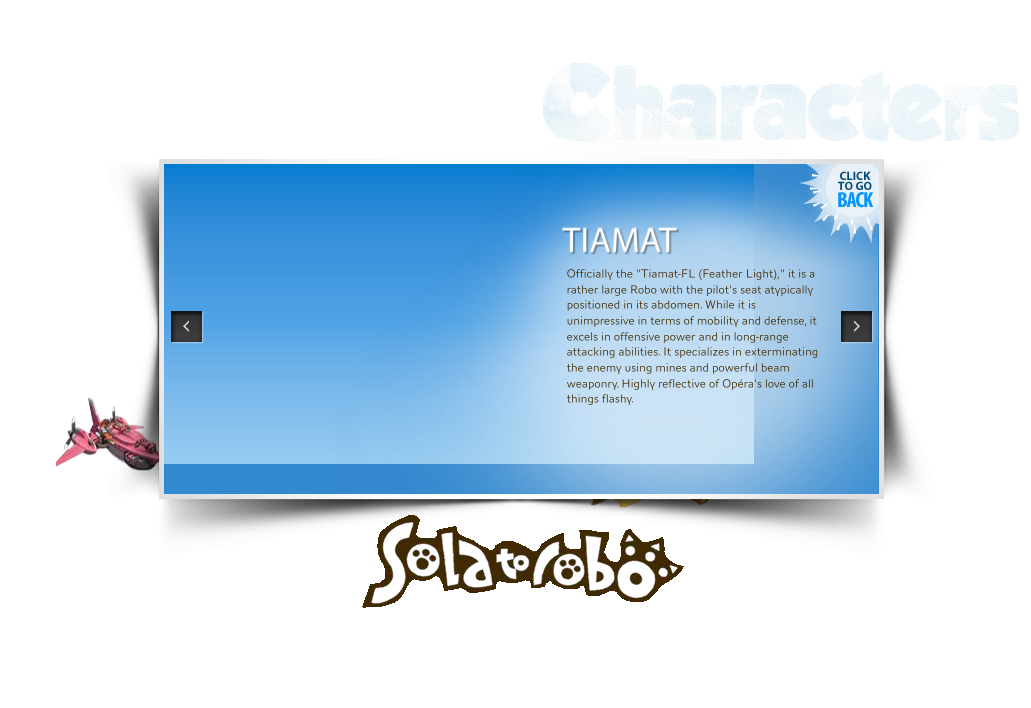 Characters
CLICK
TO GO
BACK
TIAMAT
Officially the "Tiamat-FL (Feather Light)," it is a
rather large Robo with the pilot's seat atypically
positioned in its abdomen. While it is
unimpressive in terms of mobility and defense, it
excels in offensive power and in long-range
attacking abilities. It specializes in exterminating
the enemy using mines and powerful beam
weaponry. Highly reflective of Opéra's love of all
things flashy.
Solatorobo